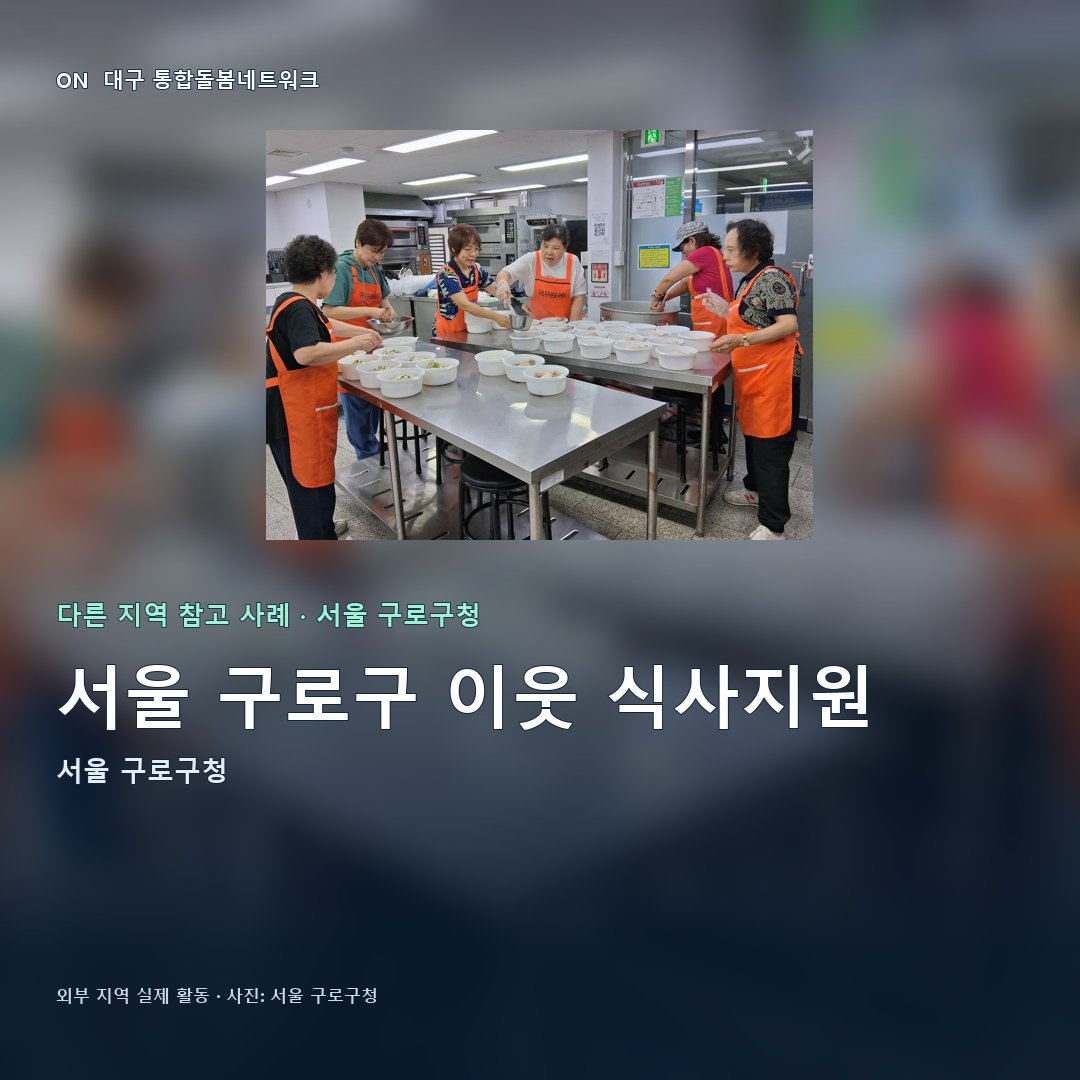 ON 대구 통합돌봄네트워크
다른 지역 참고 사례 · 서울 구로구청
서울 구로구 이웃 식사지원
서울 구로구청
외부 지역 실제 활동 · 사진: 서울 구로구청